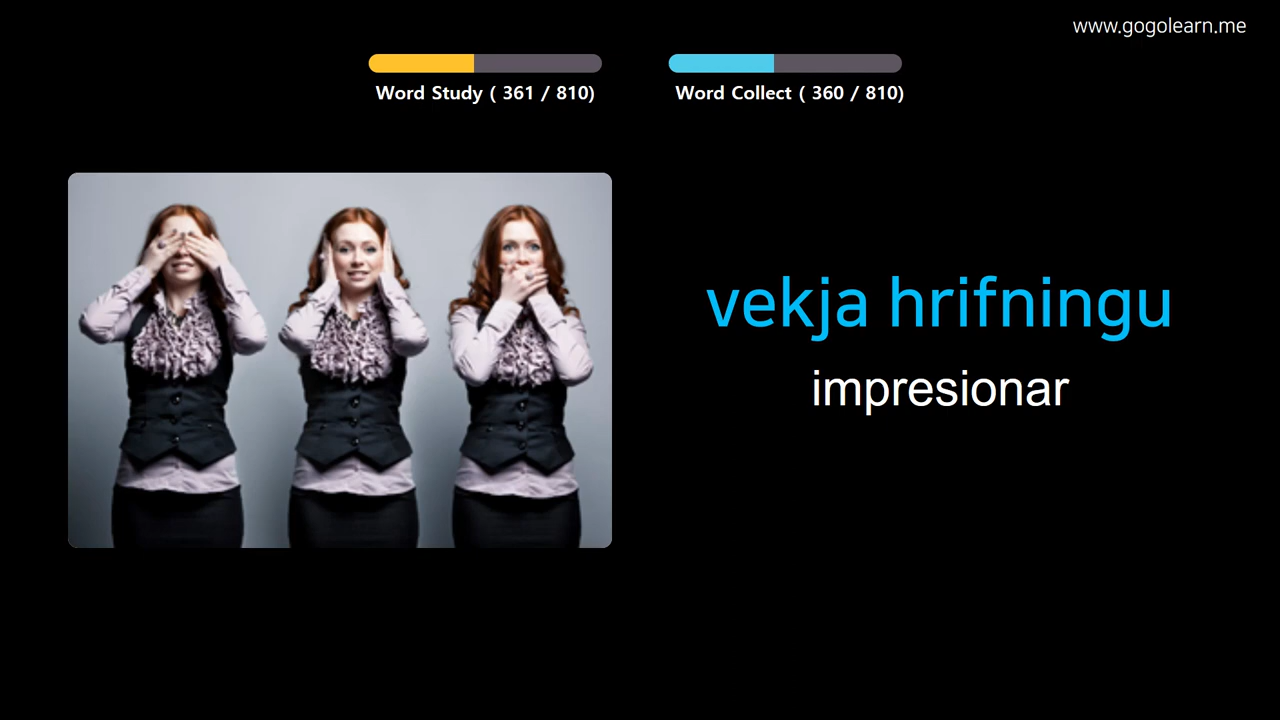 www.gogolearn.me
Word Study ( 361 / 810)
Word Collect ( 360 / 810)
vekja hrifningu
impresionar